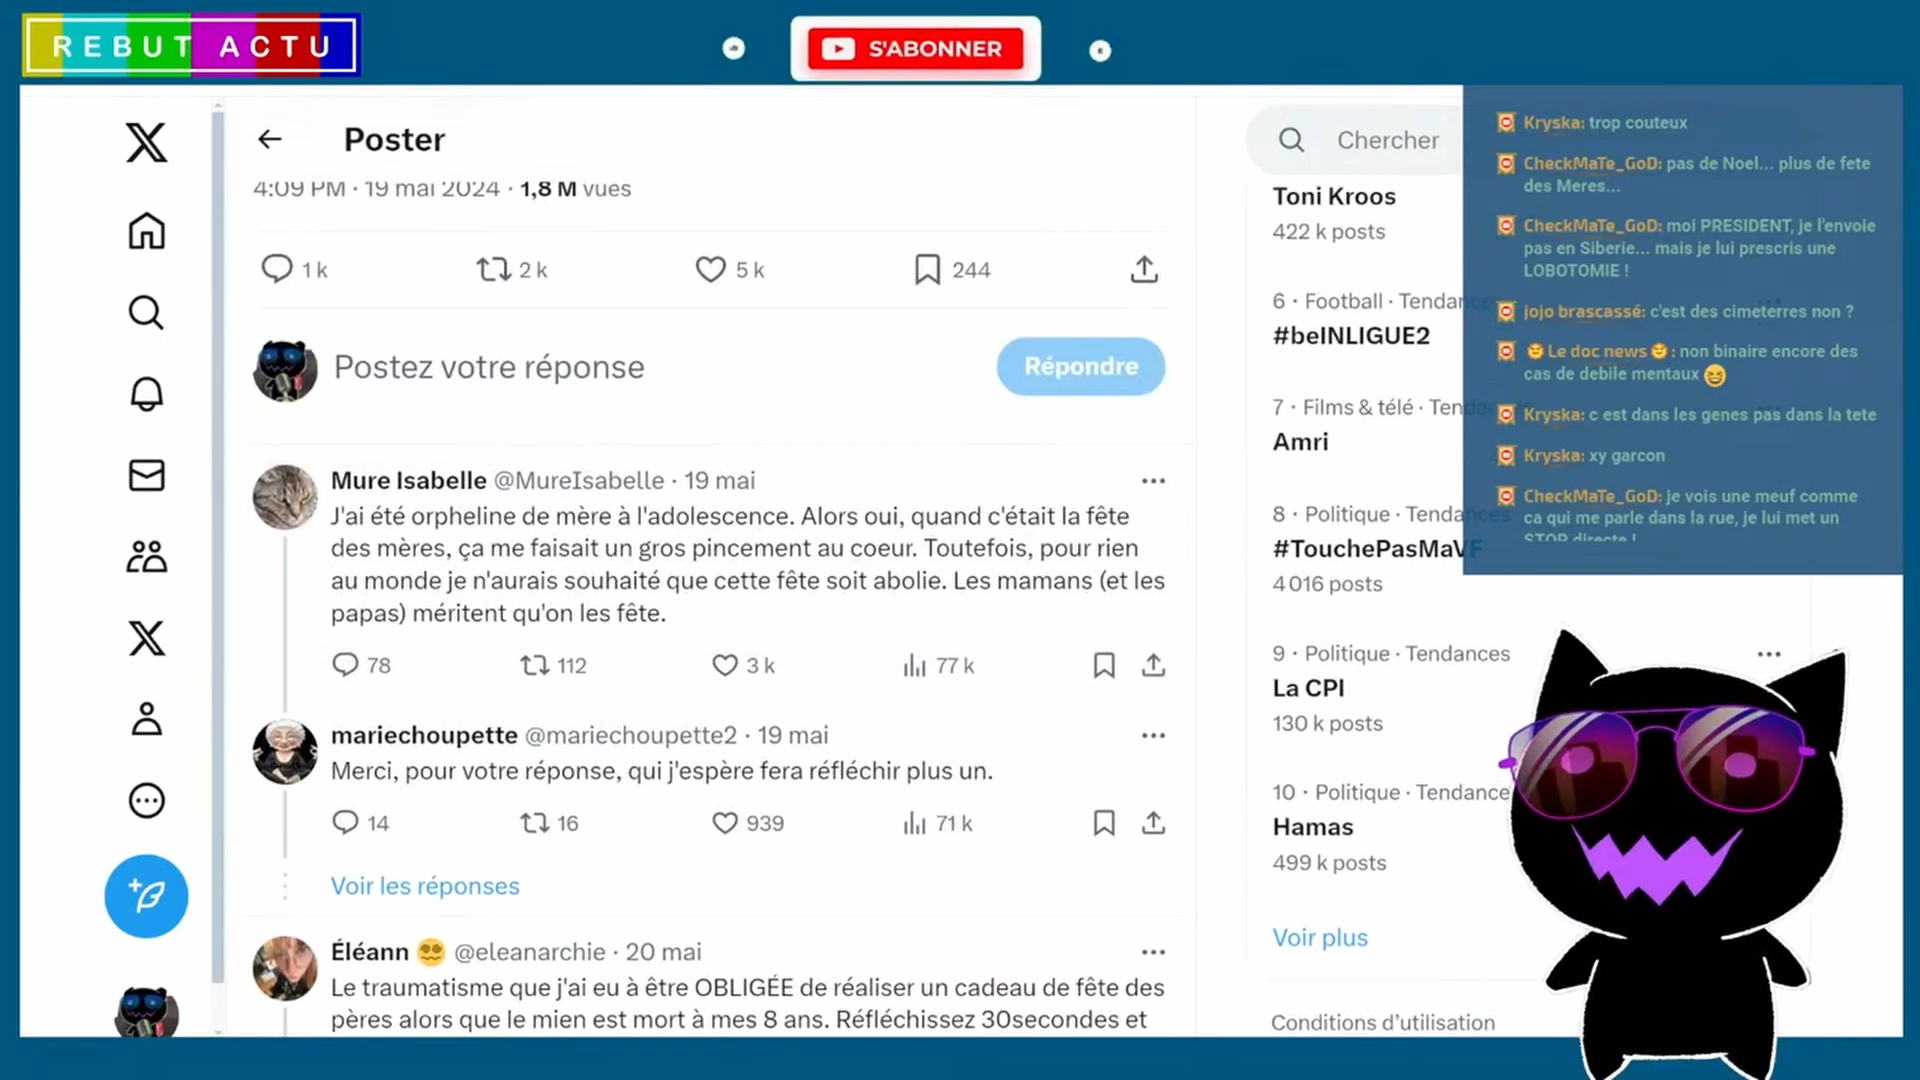 REBUT ACTU
S'ABONNER
Poster
4:09 PM · 19 mai 2024 · 1,8 M vues
1 k
2 k
5 k
244
Postez votre réponse
Répondre
Mure Isabelle @MureIsabelle · 19 mai
J'ai été orpheline de mère à l'adolescence. Alors oui, quand c'était la fête
des mères, ça me faisait un gros pincement au coeur. Toutefois, pour rien
au monde je n'aurais souhaité que cette fête soit abolie. Les mamans (et les
papas) méritent qu'on les fête.
78
112
3 k
77 k
mariechoupette @mariechoupette2 · 19 mai
Merci, pour votre réponse, qui j'espère fera réfléchir plus un.
14
16
939
71 k
Voir les réponses
Éléann @eleanarchie · 20 mai
Le traumatisme que j'ai eu à être OBLIGÉE de réaliser un cadeau de fête des
pères alors que le mien est mort à mes 8 ans. Réfléchissez 30secondes et
Chercher
Toni Kroos
422 k posts
6 · Football · Tendances
#beINLIGUE2
7 · Films & télé · Tendances
Amri
8 · Politique · Tendances
#TouchePasMaVF
4 016 posts
9 · Politique · Tendances
La CPI
130 k posts
10 · Politique · Tendance
Hamas
499 k posts
Voir plus
Conditions d'utilisation
Kryska: trop couteux
CheckMaTe_GoD: pas de Noel... plus de fete
des Meres...
CheckMaTe_GoD: moi PRESIDENT, je l'envoie
pas en Siberie... mais je lui prescris une
LOBOTOMIE !
jojo brascassé: c'est des cimeterres non ?
Le doc news : non binaire encore des
cas de debile mentaux
Kryska: c est dans les genes pas dans la tete
Kryska: xy garcon
CheckMaTe_GoD: je vois une meuf comme
ca qui me parle dans la rue, je lui met un
STOP directe !